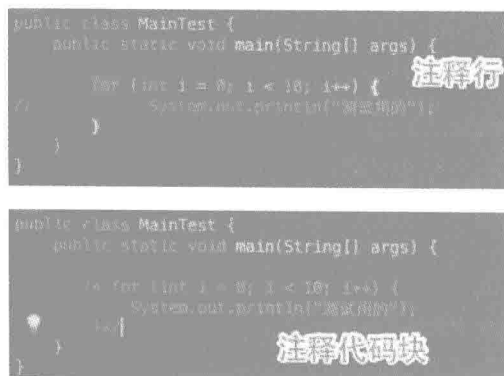 public class MainTest {
public static void main(String[] args) {
for (int i = 0; i < 10; i++) {
注释行
// System.out.println("测试用的");
}
}
}
public class MainTest {
public static void main(String[] args) {
/* for (int i = 0; i < 10; i++) {
System.out.println("测试用的");
}*/
注释代码块
}
}